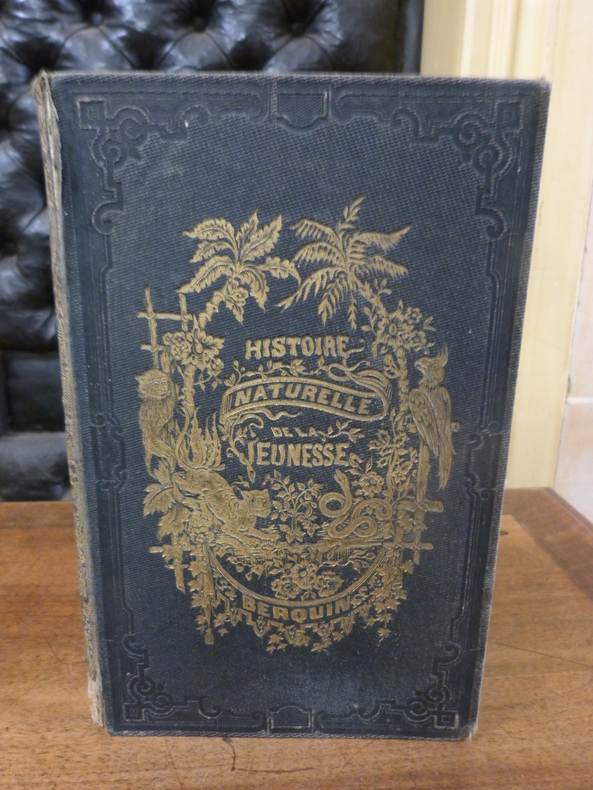 HISTOIRE
NATURELLE
DE LA
JEUNESSE
BERQUIN